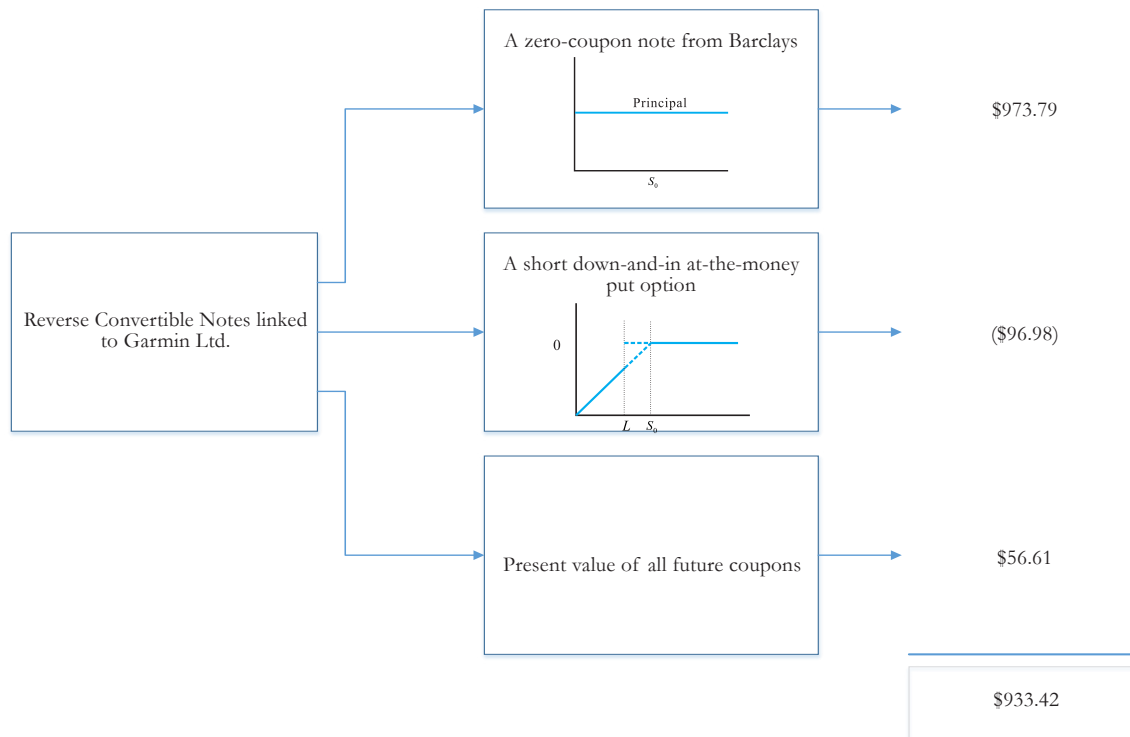 A zero-coupon note from Barclays
Principal
S₀
$973.79
Reverse Convertible Notes linked
to Garmin Ltd.
A short down-and-in at-the-money
put option
0
L S₀
($96.98)
Present value of all future coupons
$56.61
$933.42